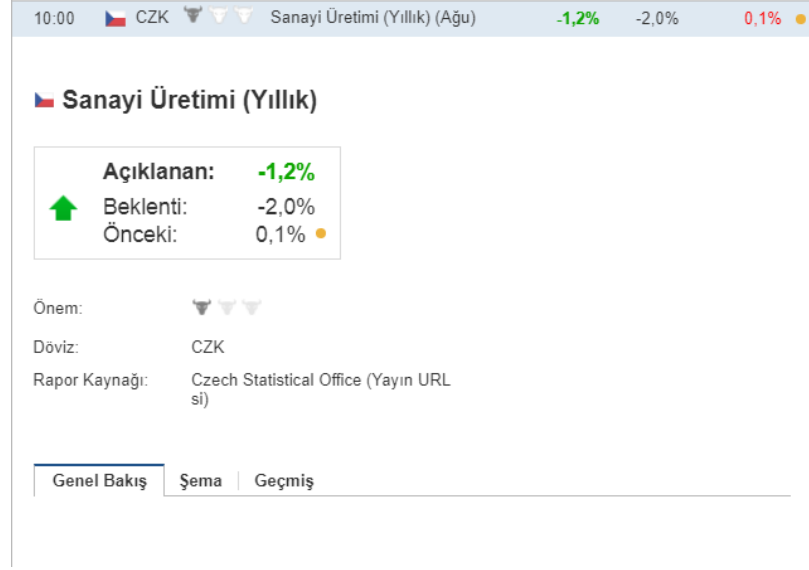 10:00 CZK Sanayi Üretimi (Yıllık) (Ağu) -1,2% -2,0% 0,1%
Sanayi Üretimi (Yıllık)
Açıklanan: -1,2%
Beklenti: -2,0%
Önceki: 0,1%
Önem:
Döviz: CZK
Rapor Kaynağı: Czech Statistical Office (Yayın URL
si)
Genel Bakış Şema Geçmiş